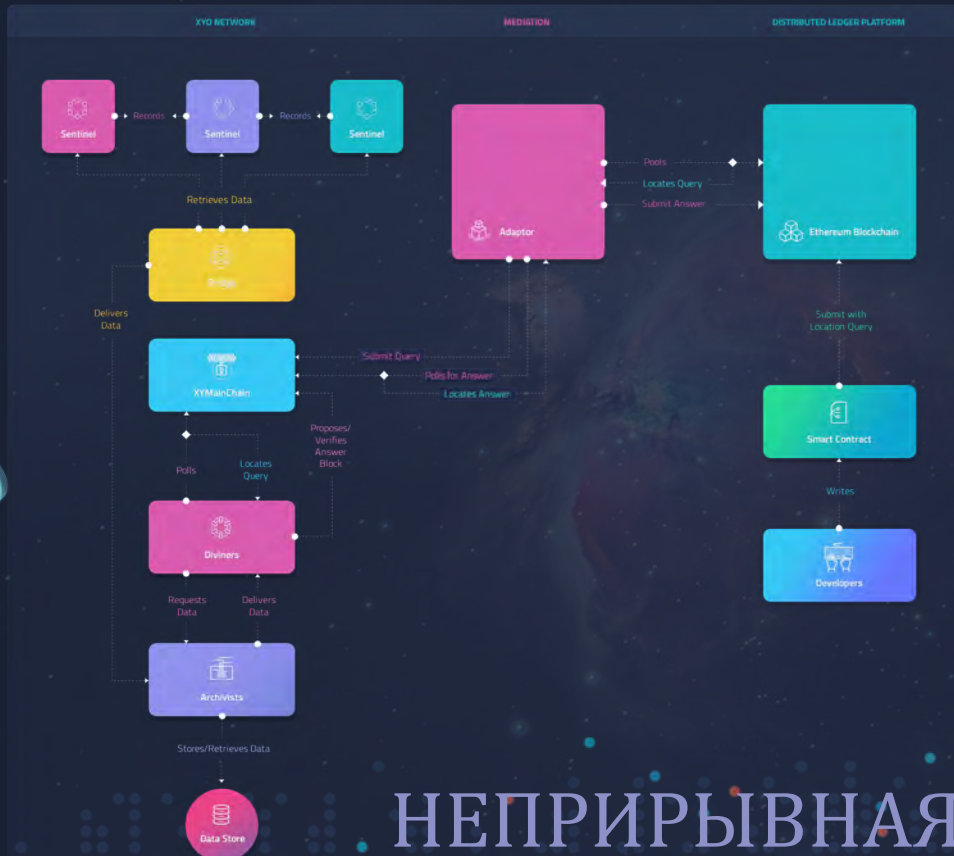 XYO NETWORK
MEDIATION
DISTRIBUTED LEDGER PLATFORM
Sentinel
Records
Sentinel
Records
Sentinel
Retrieves Data
Bridge
Delivers
Data
XYMainChain
Polls
Locates
Query
Proposes/
Verifies
Answer
Block
Diviners
Requests
Data
Delivers
Data
Archivists
Stores/Retrieves Data
Data Store
Adaptor
Pools
Locates Query
Submit Answer
Submit Query
Polls for Answer
Locates Answer
Ethereum Blockchain
Submit with
Location Query
Smart Contract
Writes
Developers
НЕПРИРЫВНАЯ